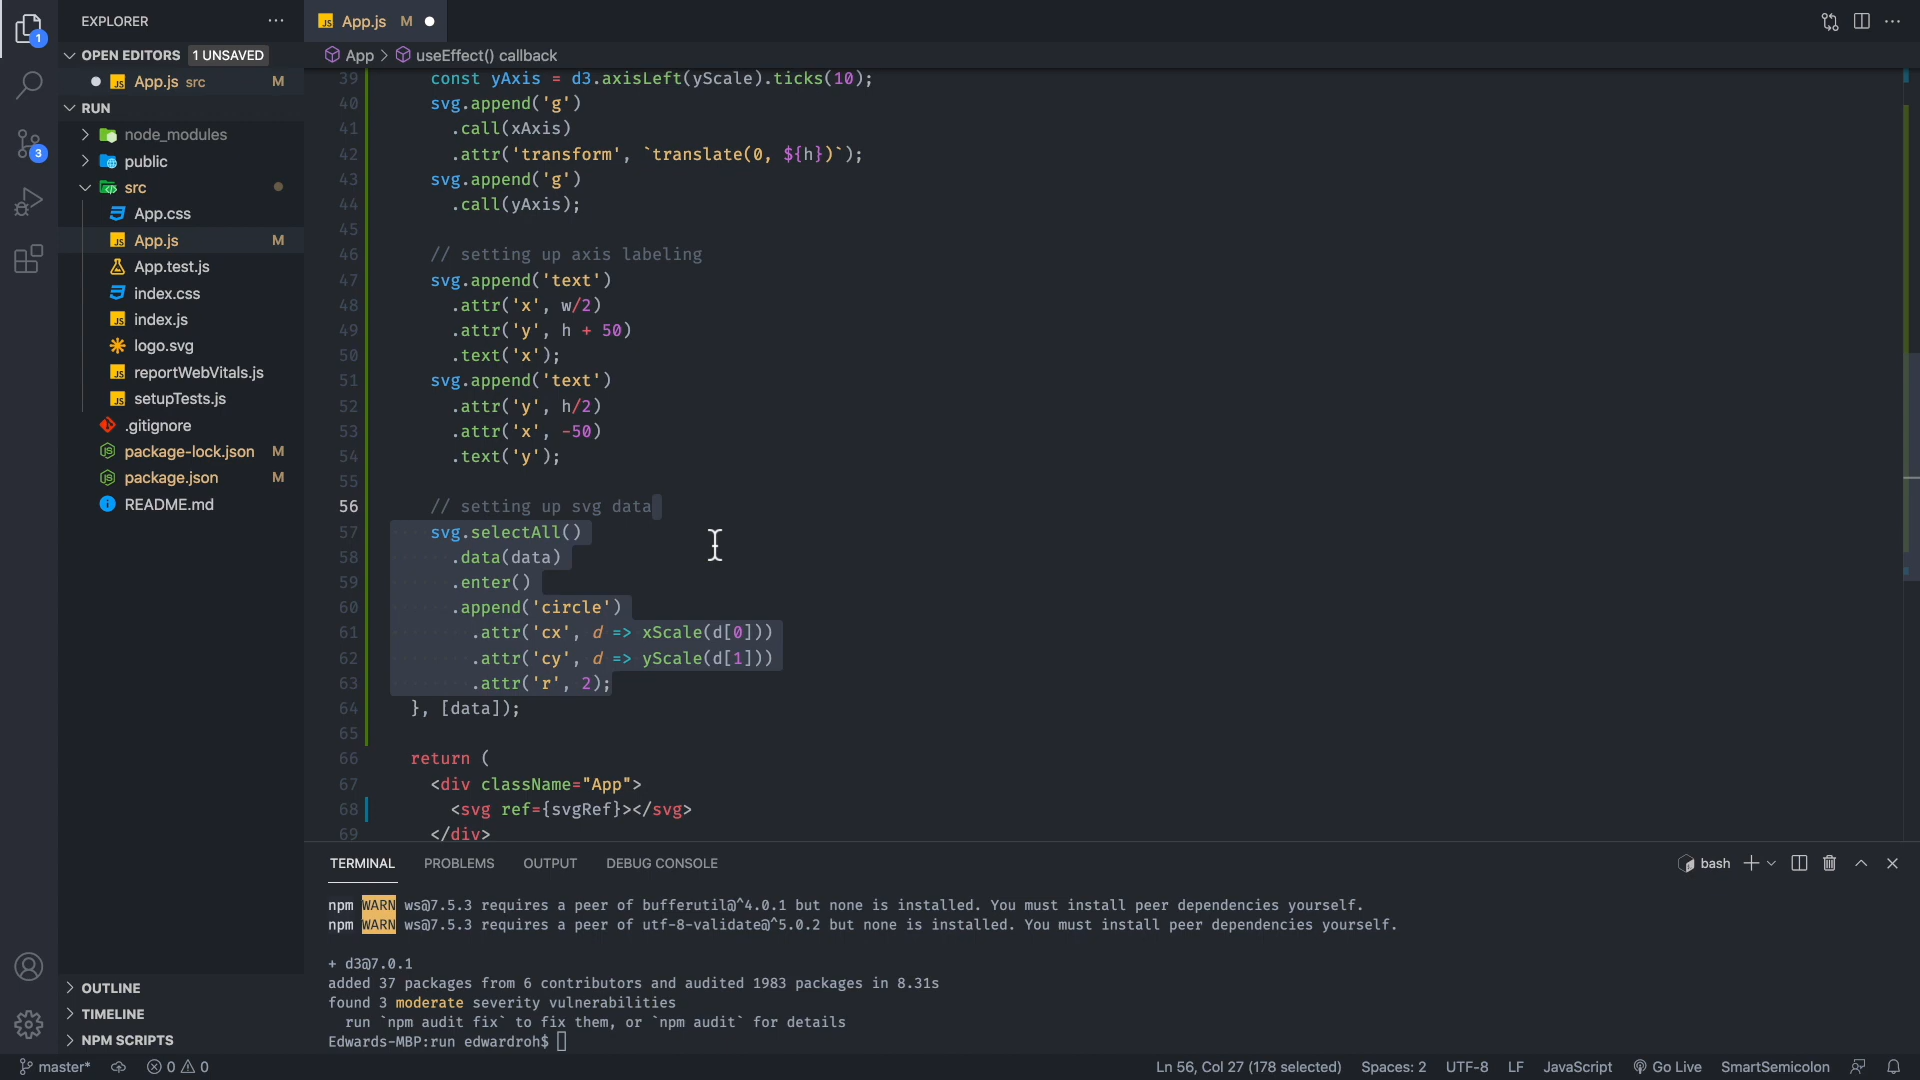 EXPLORER
OPEN EDITORS 1 UNSAVED
App.js src M
RUN
node_modules
public
src
App.css
App.js M
App.test.js
index.css
index.js
logo.svg
reportWebVitals.js
setupTests.js
.gitignore
package-lock.json M
package.json M
README.md
OUTLINE
TIMELINE
NPM SCRIPTS
1
3
JS App.js M
App > useEffect() callback
39 const yAxis = d3.axisLeft(yScale).ticks(10);
40 svg.append('g')
41 .call(xAxis)
42 .attr('transform', `translate(0, ${h})`);
43 svg.append('g')
44 .call(yAxis);
45
46 // setting up axis labeling
47 svg.append('text')
48 .attr('x', w/2)
49 .attr('y', h + 50)
50 .text('x');
51 svg.append('text')
52 .attr('y', h/2)
53 .attr('x', -50)
54 .text('y');
55
56 // setting up svg data
57 svg.selectAll()
58 .data(data)
59 .enter()
60 .append('circle')
61 .attr('cx', d => xScale(d[0]))
62 .attr('cy', d => yScale(d[1]))
63 .attr('r', 2);
64 }, [data]);
65
66 return (
67 <div className="App">
68 <svg ref={svgRef}></svg>
69 </div>
TERMINAL PROBLEMS OUTPUT DEBUG CONSOLE
bash
npm WARN ws@7.5.3 requires a peer of bufferutil@^4.0.1 but none is installed. You must install peer dependencies yourself.
npm WARN ws@7.5.3 requires a peer of utf-8-validate@^5.0.2 but none is installed. You must install peer dependencies yourself.
+ d3@7.0.1
added 37 packages from 6 contributors and audited 1983 packages in 8.31s
found 3 moderate severity vulnerabilities
run `npm audit fix` to fix them, or `npm audit` for details
Edwards-MBP:run edwardroh$
master* 0 0 Ln 56, Col 27 (178 selected) Spaces: 2 UTF-8 LF JavaScript Go Live SmartSemicolon